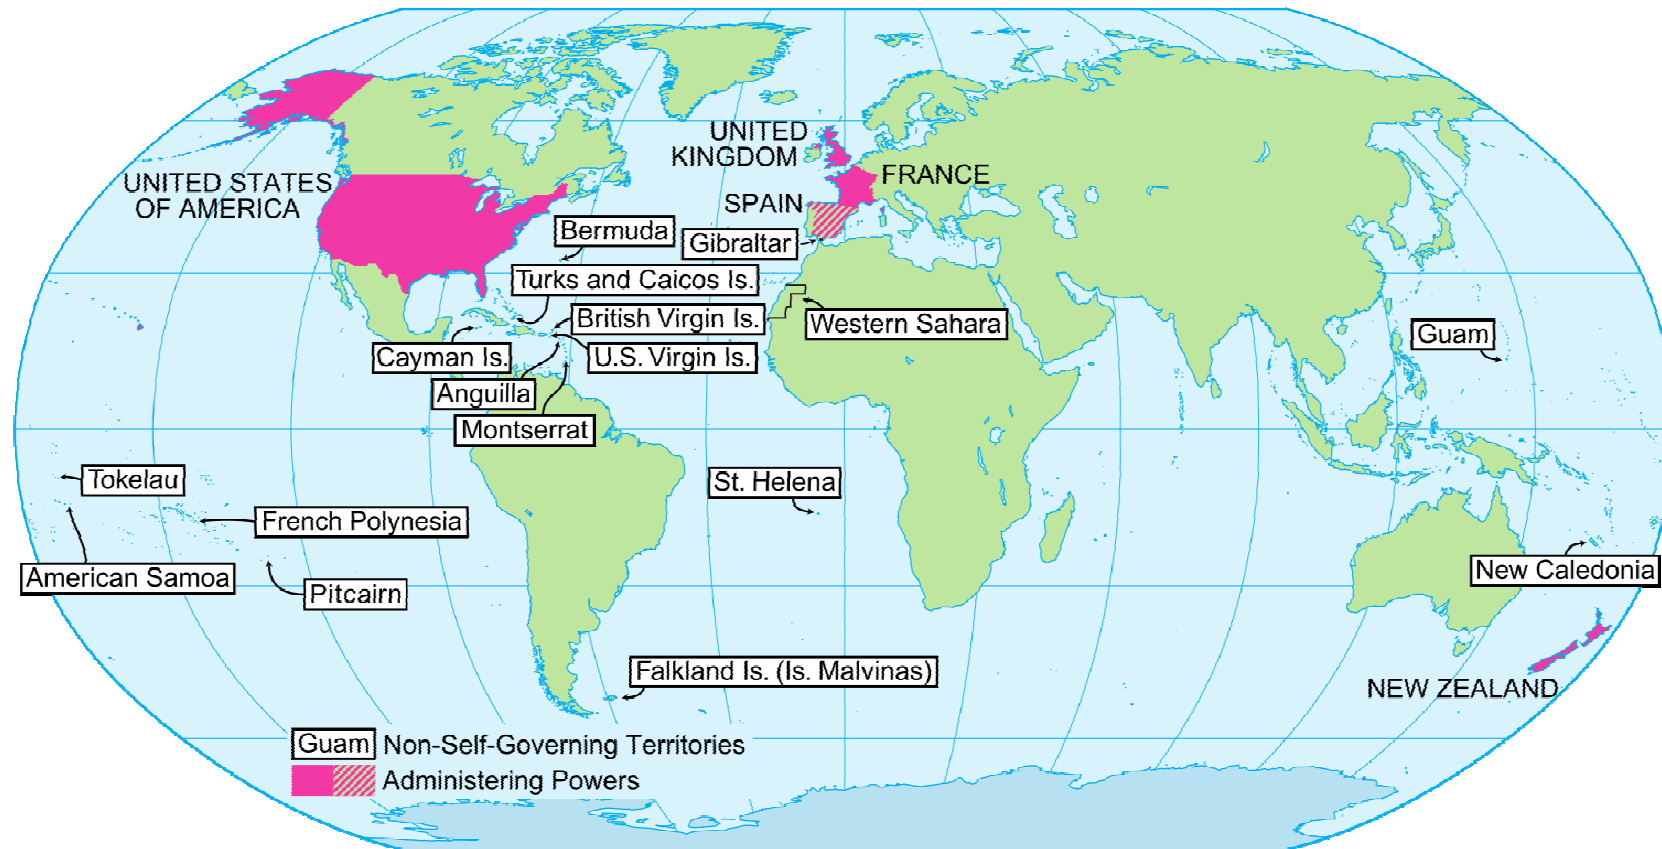 UNITED
KINGDOM
FRANCE
UNITED STATES
OF AMERICA
SPAIN
Bermuda
Gibraltar
Turks and Caicos Is.
British Virgin Is.
Western Sahara
Guam
Cayman Is.
U.S. Virgin Is.
Anguilla
Montserrat
Tokelau
St. Helena
French Polynesia
American Samoa
New Caledonia
Pitcairn
Falkland Is. (Is. Malvinas)
NEW ZEALAND
Guam Non-Self-Governing Territories
Administering Powers